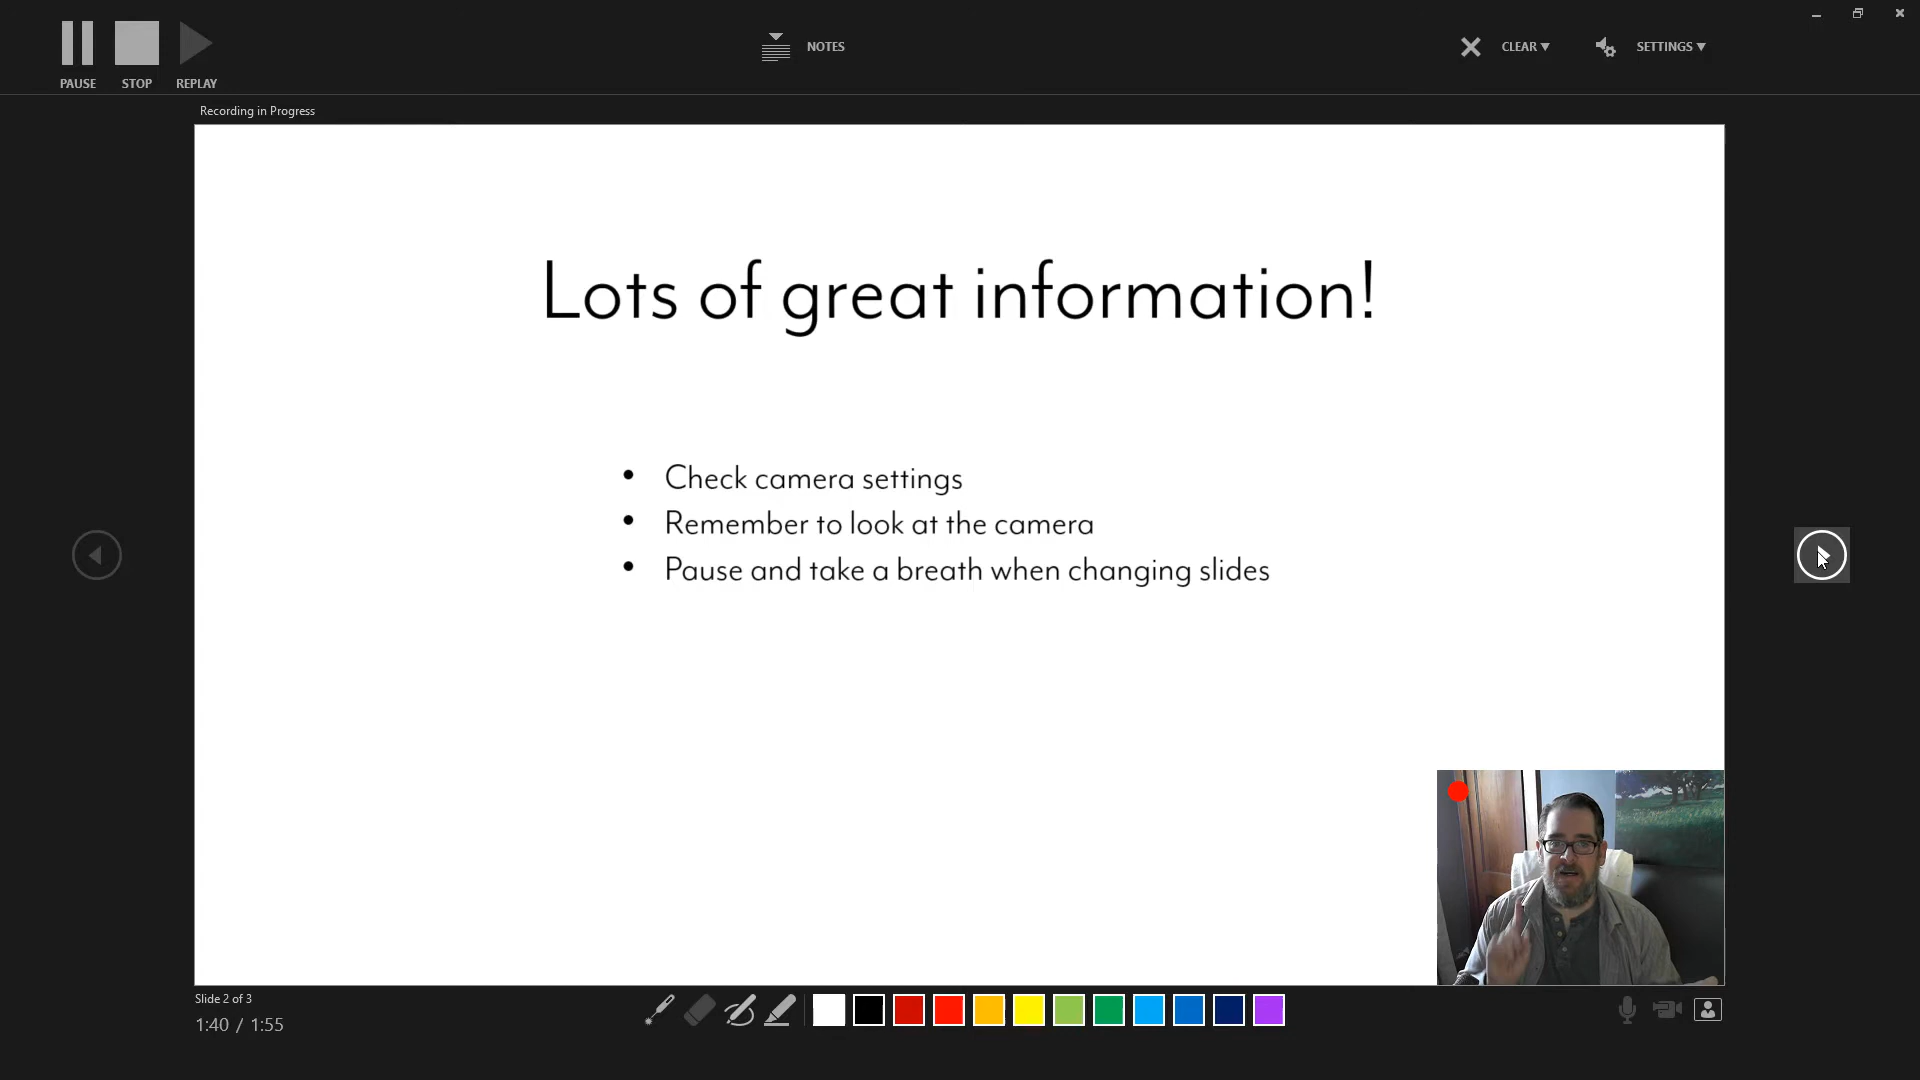 PAUSE STOP REPLAY
NOTES
CLEAR
SETTINGS
Recording in Progress
Lots of great information!
• Check camera settings
• Remember to look at the camera
• Pause and take a breath when changing slides
Slide 2 of 3
1:40 / 1:55